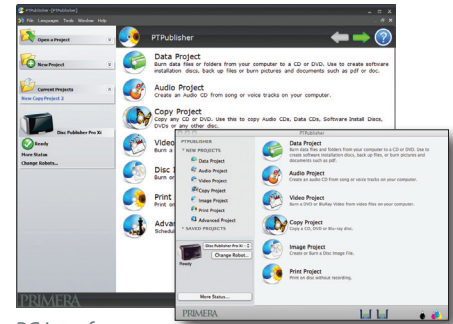 PTPublisher - [PTPublisher]
File Languages Tools Window Help
Open a Project
New Project
Current Projects
New Copy Project 2
Disc Publisher Pro Xi
Ready
More Status
Change Robots...
PTPublisher
Data Project
Burn data files or folders from your computer to a CD or DVD. Use to create software
installation discs, back up files or burn pictures and documents such as pdf or doc.
Audio Project
Create an Audio CD from song or voice tracks on your computer.
Copy Project
Copy any CD or DVD. Use this to copy Audio CDs, Data CDs, Software Install Discs,
DVDs or any other disc.
Video
Burn a
Disc I
Burn or
Print
Print on
Advan
Schedul
PRIMERA
PTPublisher
PTPUBLISHER
NEW PROJECTS
Data Project
Audio Project
Video Project
Copy Project
Image Project
Print Project
Advanced Project
SAVED PROJECTS
Disc Publisher Pro Xi
Change Robot...
Ready
More Status...
PRIMERA
Data Project
Burn data files and folders from your computer to a CD or DVD. Use to
create software installation discs, back up files, or burn pictures and
documents such as pdf.
Audio Project
Create an audio CD from song or voice tracks on your computer.
Video Project
Burn a DVD or BluRay Video from video files on your computer.
Copy Project
Copy a CD, DVD or Blu-ray disc.
Image Project
Create or Burn a Disc Image File.
Print Project
Print on disc without recording.